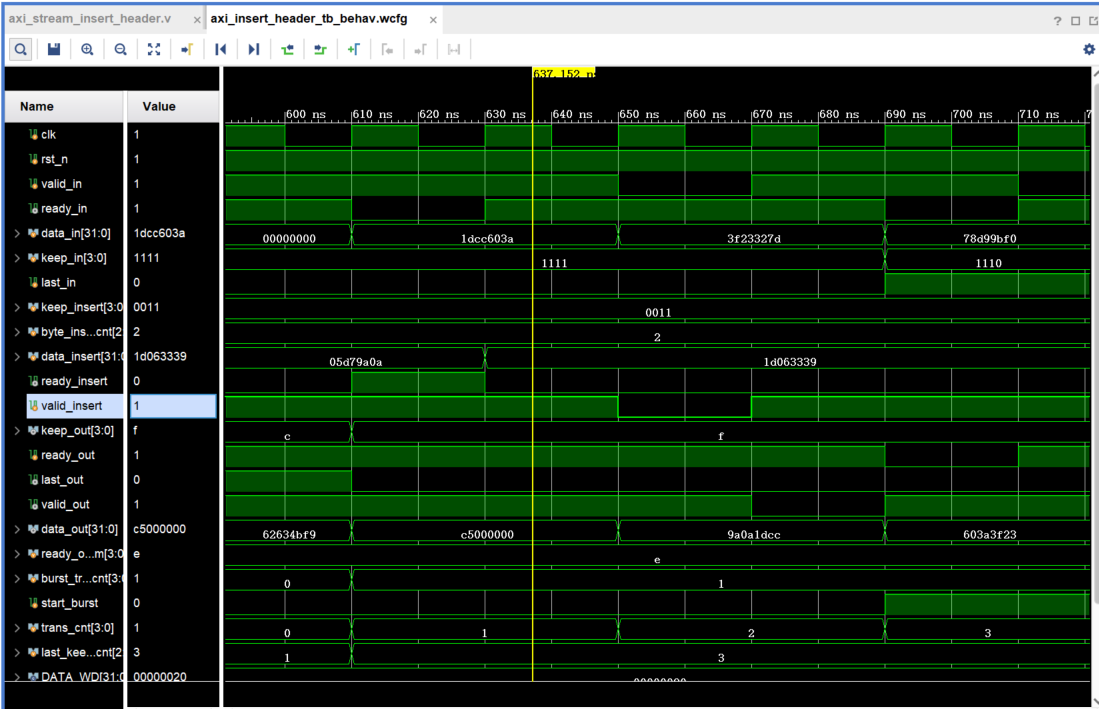 axi_stream_insert_header.v × axi_insert_header_tb_behav.wcfg ×
637.152 n
Name Value
600 ns 610 ns 620 ns 630 ns 640 ns 650 ns 660 ns 670 ns 680 ns 690 ns 700 ns 710 ns 7
clk 1
rst_n 1
valid_in 1
ready_in 1
data_in[31:0] 1dcc603a 00000000 1dcc603a 3f23327d 78d99bf0
keep_in[3:0] 1111 1111 1110
last_in 0
keep_insert[3:0 0011 0011
byte_ins...cnt[2: 2 2
data_insert[31:0 1d063339 05d79a0a 1d063339
ready_insert 0
valid_insert 1
keep_out[3:0] f c f
ready_out 1
last_out 0
valid_out 1
data_out[31:0] c5000000 62634bf9 c5000000 9a0a1dcc 603a3f23
ready_o...m[3:0 e e
burst_tr...cnt[3:0 1 0 1
start_burst 0
trans_cnt[3:0] 1 0 1 2 3
last_kee...cnt[2: 3 1 3
DATA_WD[31:0 00000020